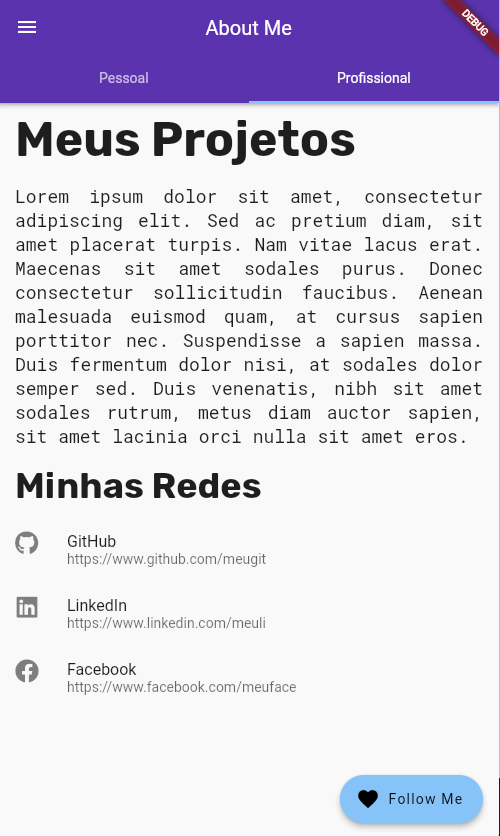 About Me
DEBUG
Pessoal
Profissional
Meus Projetos
Lorem ipsum dolor sit amet, consectetur
adipiscing elit. Sed ac pretium diam, sit
amet placerat turpis. Nam vitae lacus erat.
Maecenas sit amet sodales purus. Donec
consectetur sollicitudin faucibus. Aenean
malesuada euismod quam, at cursus sapien
porttitor nec. Suspendisse a sapien massa.
Duis fermentum dolor nisi, at sodales dolor
semper sed. Duis venenatis, nibh sit amet
sodales rutrum, metus diam auctor sapien,
sit amet lacinia orci nulla sit amet eros.
Minhas Redes
GitHub
https://www.github.com/meugit
LinkedIn
https://www.linkedin.com/meuli
Facebook
https://www.facebook.com/meuface
Follow Me